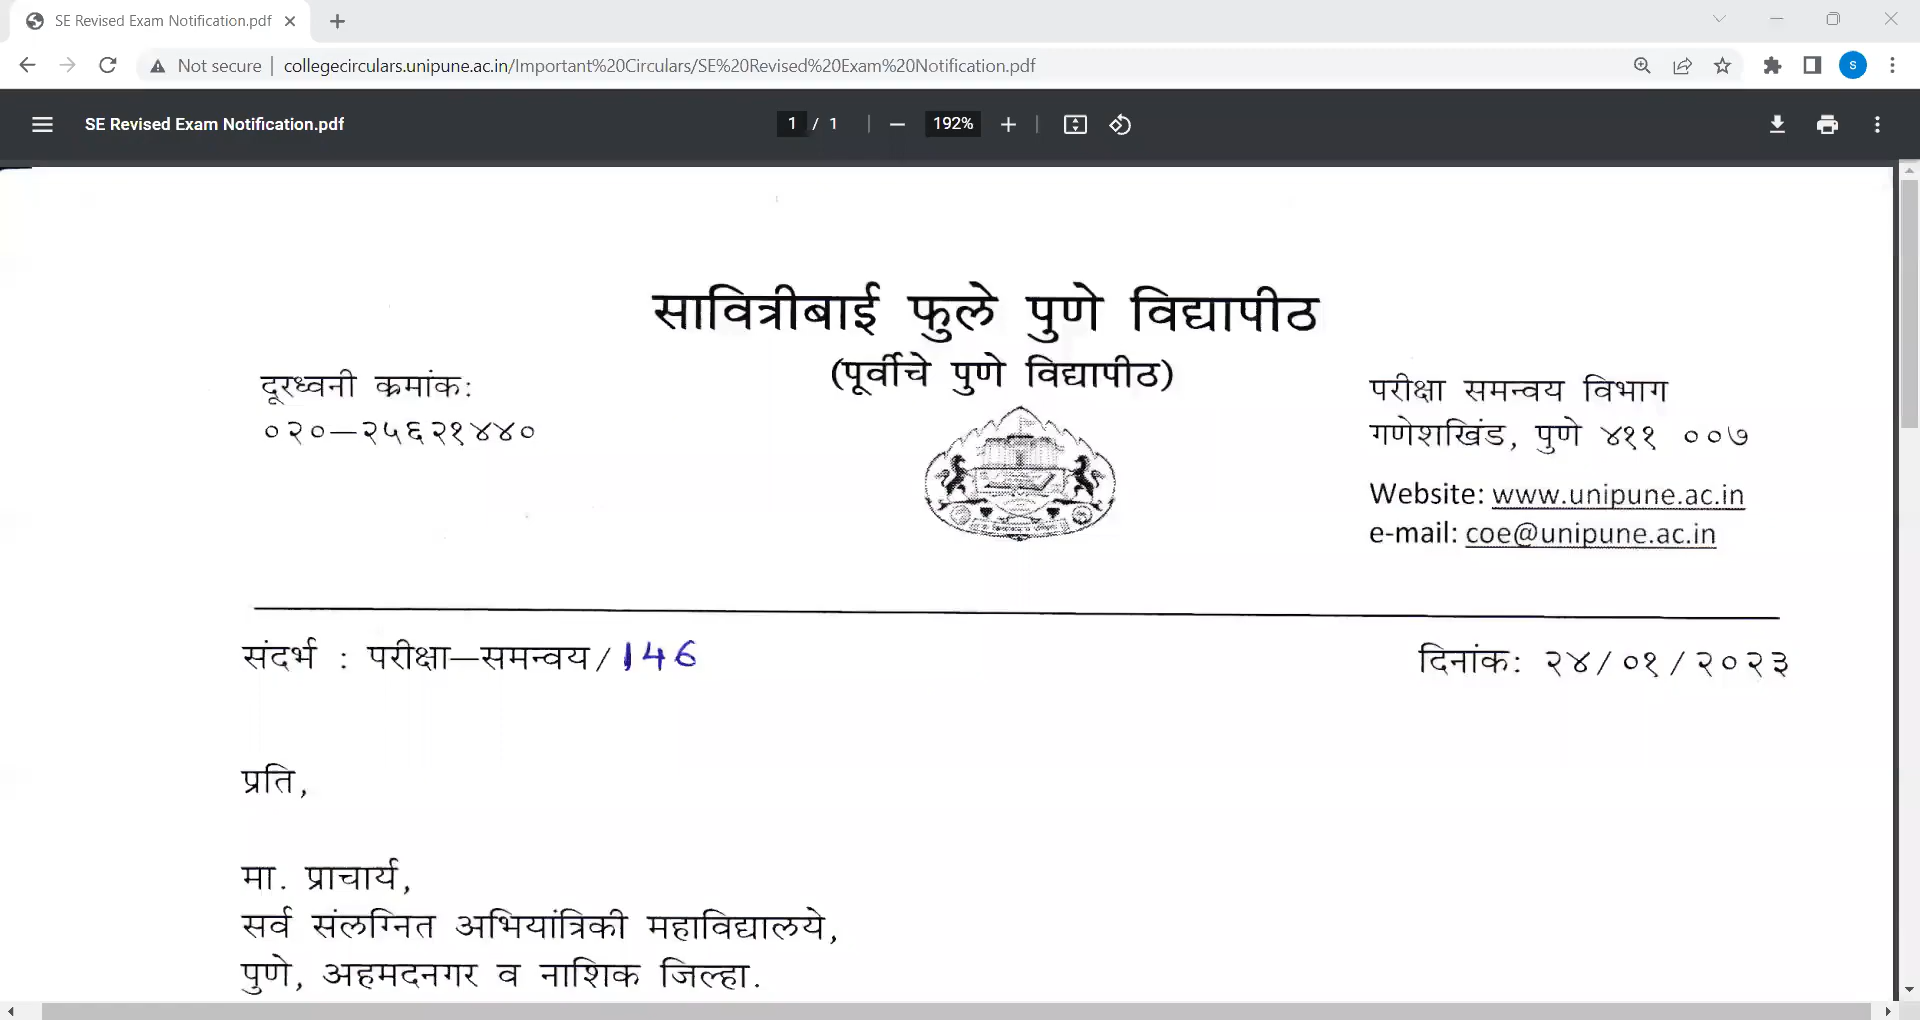 SE Revised Exam Notification.pdf
Not secure | collegecirculars.unipune.ac.in/Important%20Circulars/SE%20Revised%20Exam%20Notification.pdf
S
SE Revised Exam Notification.pdf
1 / 1
192%
सावित्रीबाई फुले पुणे विद्यापीठ
(पूर्वीचे पुणे विद्यापीठ)
दूरध्वनी क्रमांक:
०२०—२५६२१४४०
परीक्षा समन्वय विभाग
गणेशखिंड, पुणे ४११ ००७
Website: www.unipune.ac.in
e-mail: coe@unipune.ac.in
संदर्भ : परीक्षा—समन्वय/146
दिनांक: २४/०१/२०२३
प्रति,
मा. प्राचार्य,
सर्व संलग्नित अभियांत्रिकी महाविद्यालये,
पुणे, अहमदनगर व नाशिक जिल्हा.